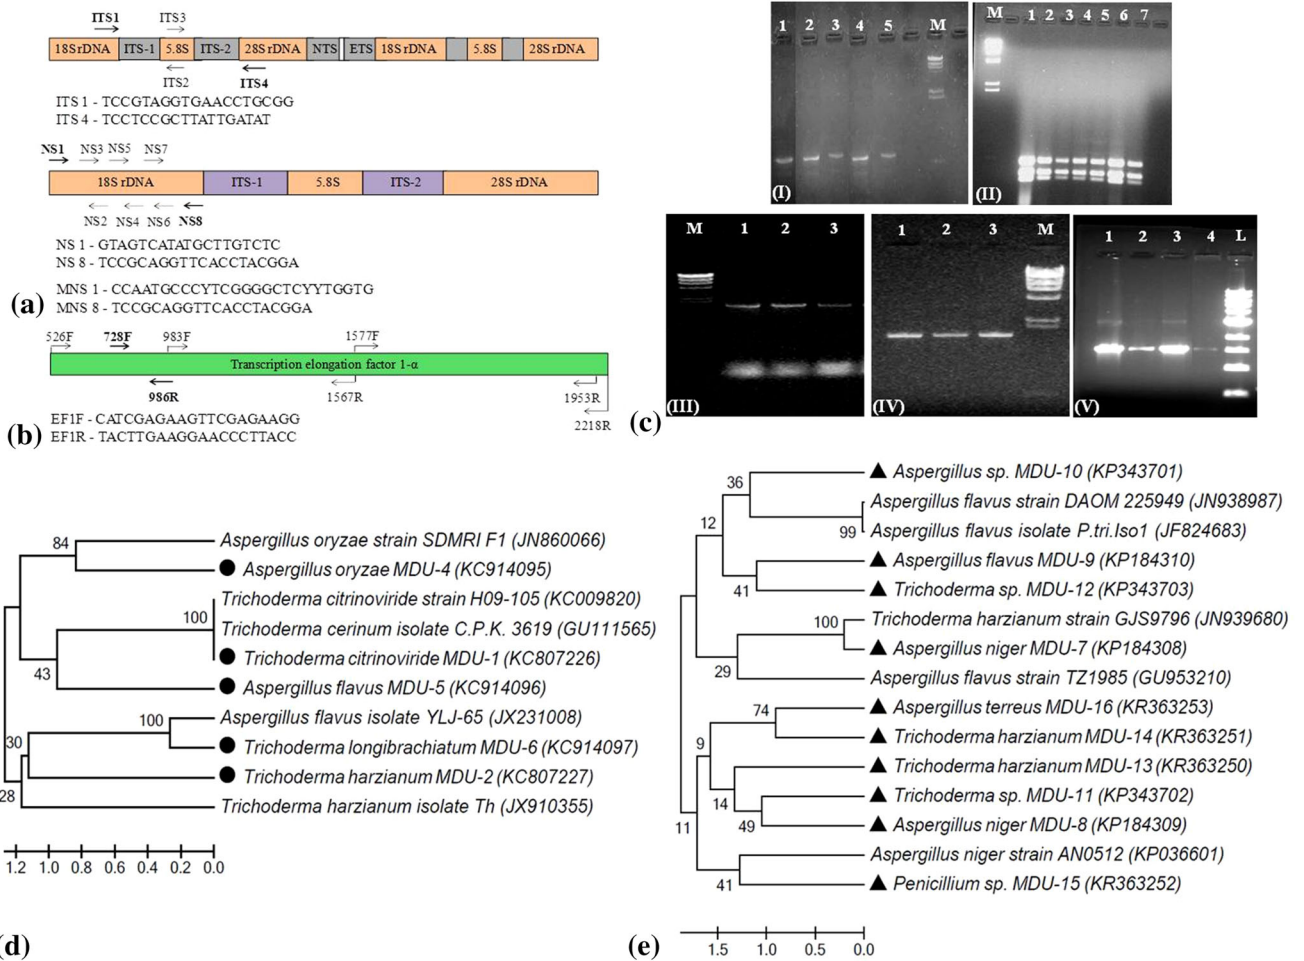 ITS1 ITS3
18S rDNA ITS-1 5.8S ITS-2 28S rDNA NTS ETS 18S rDNA 5.8S 28S rDNA
ITS2 ITS4
ITS 1 - TCCGTAGGTGAACCTGCGG
ITS 4 - TCCTCCGCTTATTGATAT
NS1 NS3 NS5 NS7
18S rDNA ITS-1 5.8S ITS-2 28S rDNA
NS2 NS4 NS6 NS8
NS 1 - GTAGTCATATGCTTGTCTC
NS 8 - TCCGCAGGTTCACCTACGGA
MNS 1 - CCAATGCCCYTCGGGGCTCYYTGGTG
MNS 8 - TCCGCAGGTTCACCTACGGA
(a)
526F 728F 983F 1577F
Transcription elongation factor 1-α
986R 1567R 1953R
2218R
EF1F - CATCGAGAAGTTCGAGAAGG
EF1R - TACTTGAAGGAACCCTTACC
(b)
1 2 3 4 5 M
(I)
M 1 2 3 4 5 6 7
(II)
M 1 2 3
(III)
1 2 3 M
(IV)
1 2 3 4 L
(V)
(c)
84
Aspergillus oryzae strain SDMRI F1 (JN860066)
Aspergillus oryzae MDU-4 (KC914095)
Trichoderma citrinoviride strain H09-105 (KC009820)
100
Trichoderma cerinum isolate C.P.K. 3619 (GU111565)
Trichoderma citrinoviride MDU-1 (KC807226)
43
Aspergillus flavus MDU-5 (KC914096)
100
Aspergillus flavus isolate YLJ-65 (JX231008)
30
Trichoderma longibrachiatum MDU-6 (KC914097)
Trichoderma harzianum MDU-2 (KC807227)
28
Trichoderma harzianum isolate Th (JX910355)
1.2 1.0 0.8 0.6 0.4 0.2 0.0
(d)
36
Aspergillus sp. MDU-10 (KP343701)
Aspergillus flavus strain DAOM 225949 (JN938987)
12
99
Aspergillus flavus isolate P.tri.Iso1 (JF824683)
Aspergillus flavus MDU-9 (KP184310)
41
Trichoderma sp. MDU-12 (KP343703)
100
Trichoderma harzianum strain GJS9796 (JN939680)
Aspergillus niger MDU-7 (KP184308)
29
Aspergillus flavus strain TZ1985 (GU953210)
74
Aspergillus terreus MDU-16 (KR363253)
Trichoderma harzianum MDU-14 (KR363251)
9
Trichoderma harzianum MDU-13 (KR363250)
14
Trichoderma sp. MDU-11 (KP343702)
49
Aspergillus niger MDU-8 (KP184309)
11
Aspergillus niger strain AN0512 (KP036601)
41
Penicillium sp. MDU-15 (KR363252)
1.5 1.0 0.5 0.0
(e)